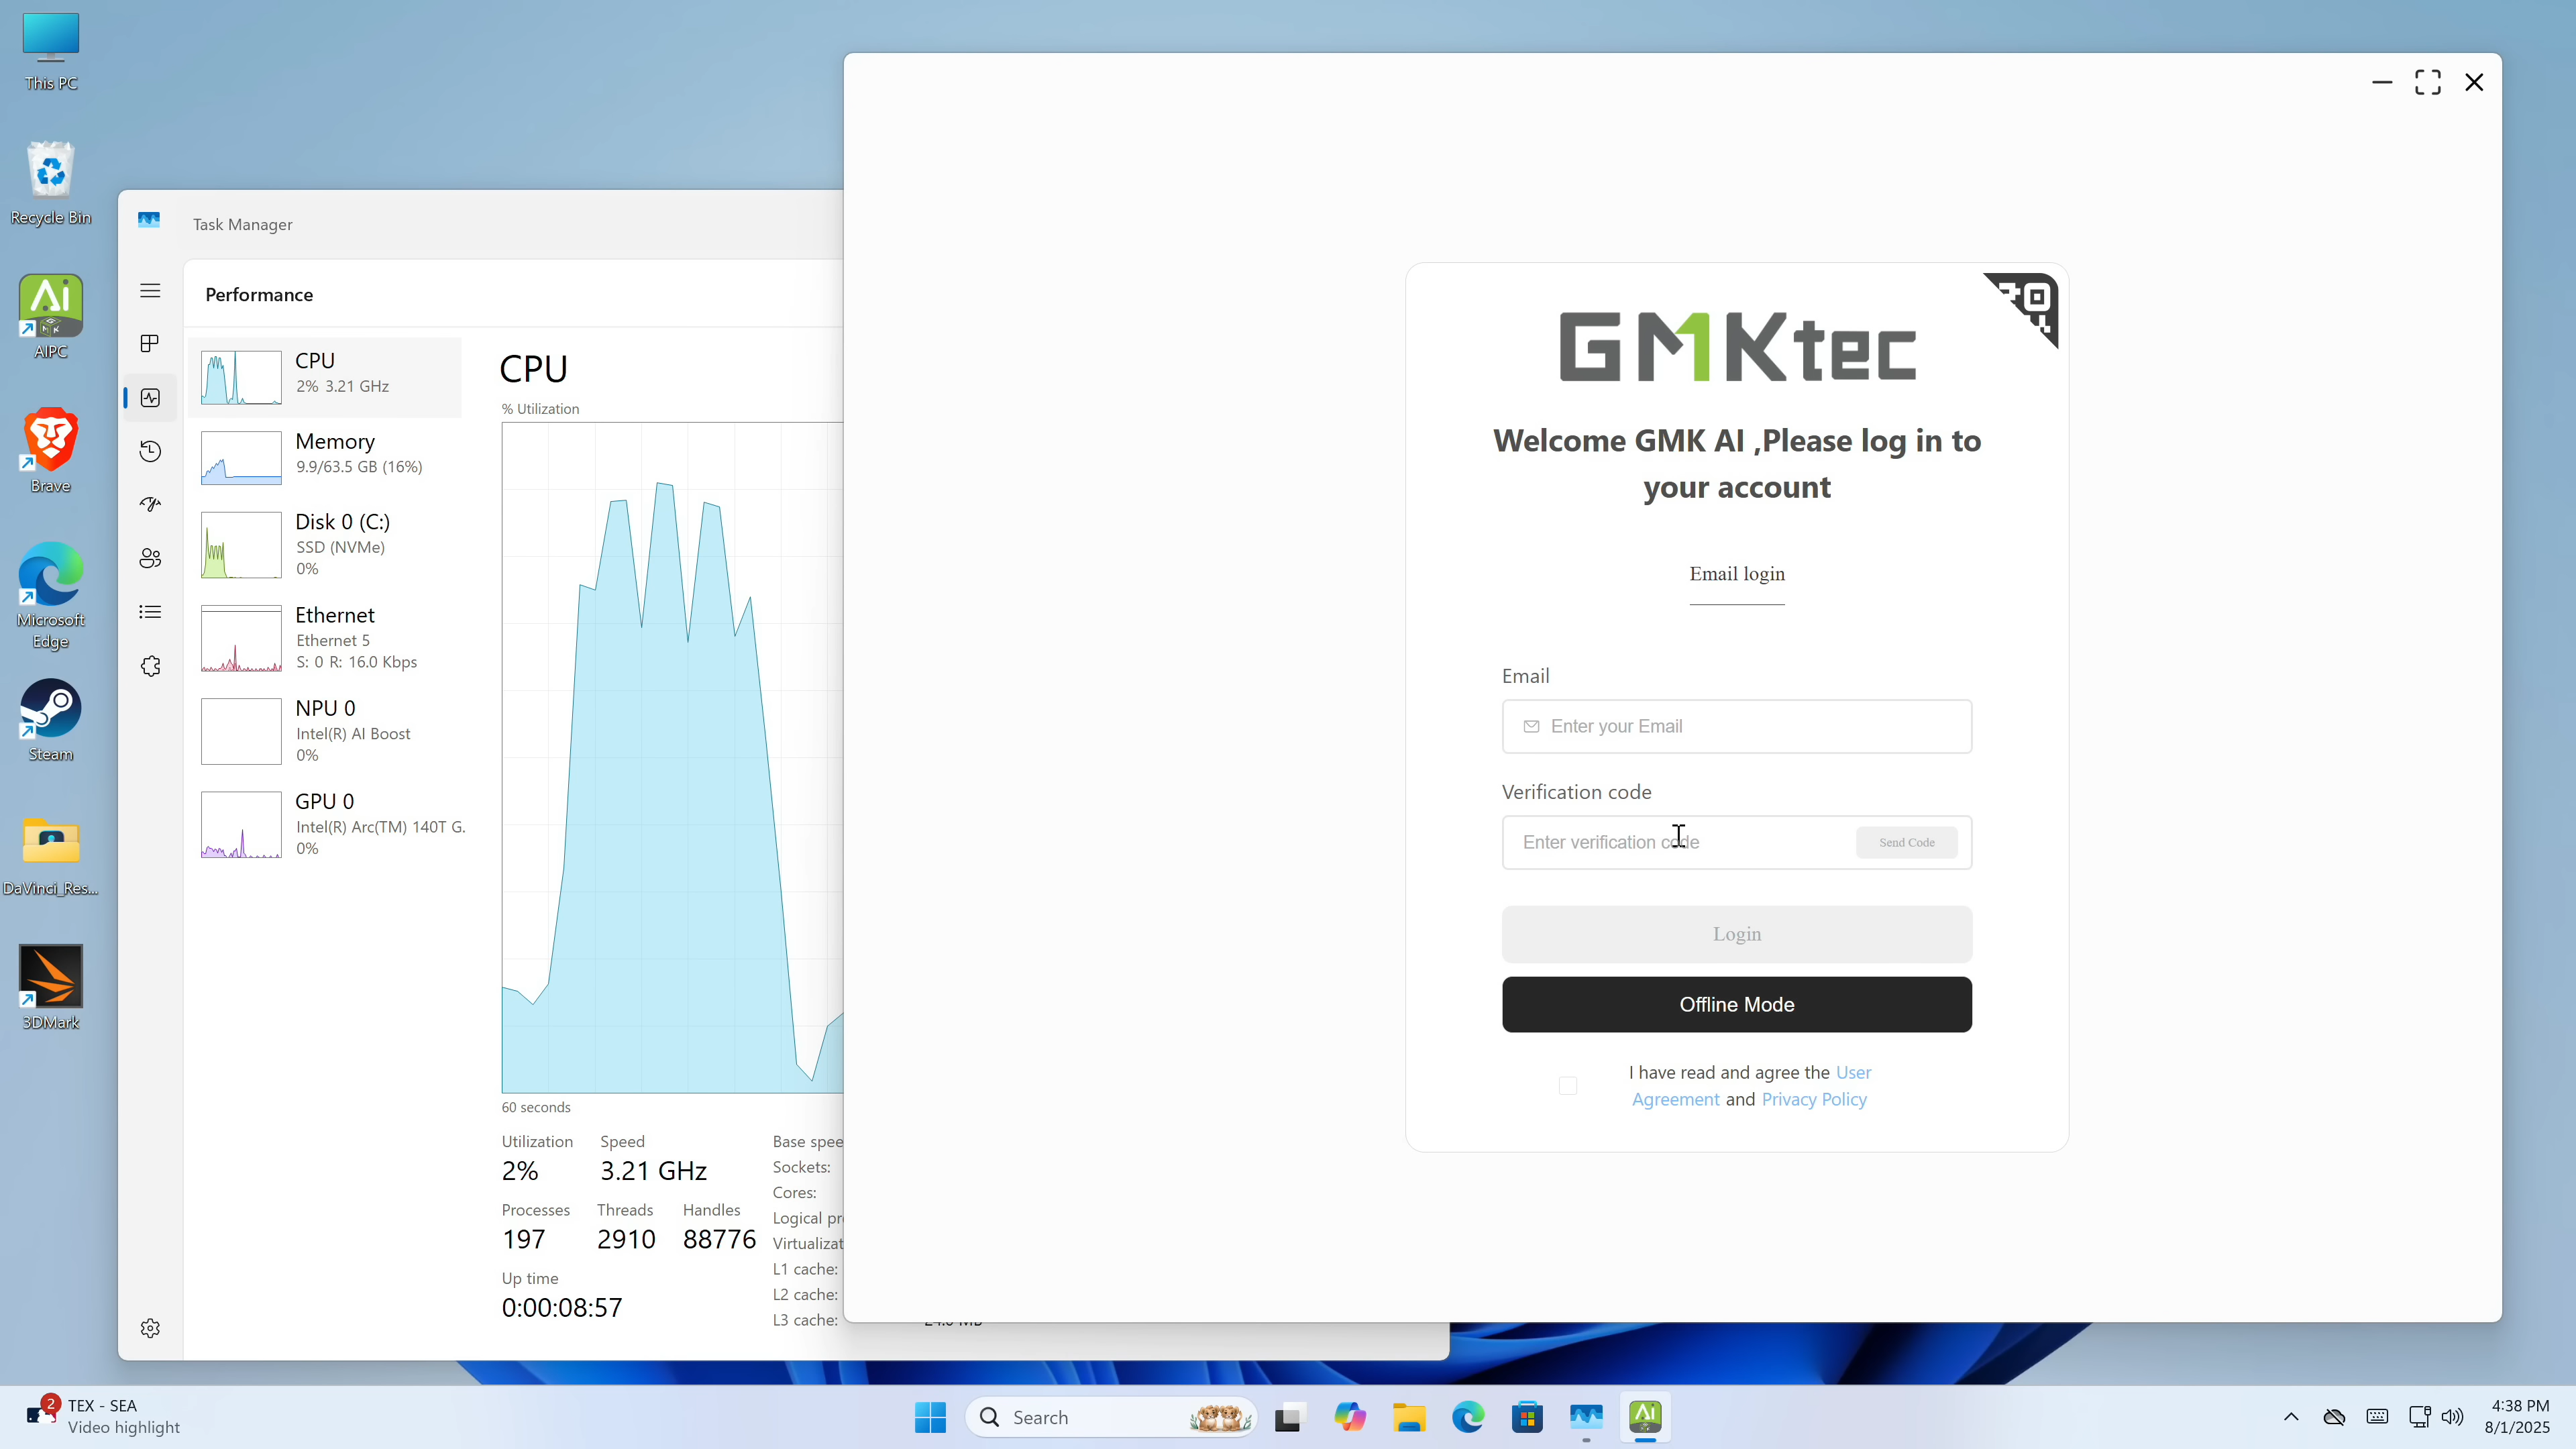 This PC
Recycle Bin
AIPC
Brave
Microsoft
Edge
Steam
DaVinci_Res...
3DMark
Task Manager
Performance
CPU
2% 3.21 GHz
Memory
9.9/63.5 GB (16%)
Disk 0 (C:)
SSD (NVMe)
0%
Ethernet
Ethernet 5
S: 0 R: 16.0 Kbps
NPU 0
Intel(R) AI Boost
0%
GPU 0
Intel(R) Arc(TM) 140T G.
0%
CPU
% Utilization
60 seconds
Utilization Speed
2% 3.21 GHz
Processes Threads Handles
197 2910 88776
Up time
0:00:08:57
Base spee
Sockets:
Cores:
Logical pr
Virtualizat
L1 cache:
L2 cache:
L3 cache:
GMKtec
Welcome GMK AI ,Please log in to
your account
Email login
Email
Enter your Email
Verification code
Enter verification code
Send Code
Login
Offline Mode
I have read and agree the User
Agreement and Privacy Policy
2
TEX - SEA
Video highlight
Search
4:38 PM
8/1/2025